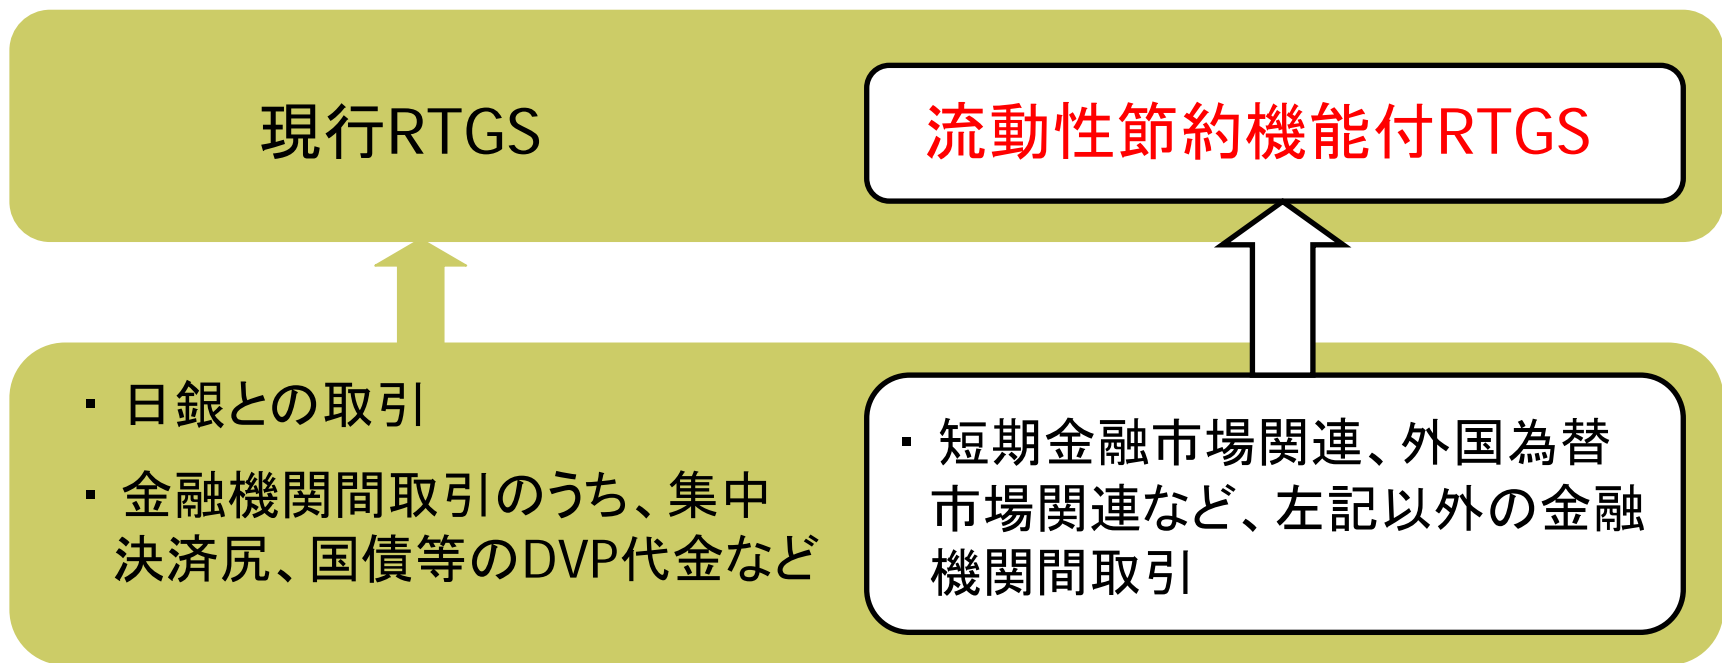 現行RTGS
流動性節約機能付RTGS
・ 日銀との取引
・ 金融機関間取引のうち、集中
決済尻、国債等のDVP代金など
・ 短期金融市場関連、外国為替
市場関連など、左記以外の金融
機関間取引